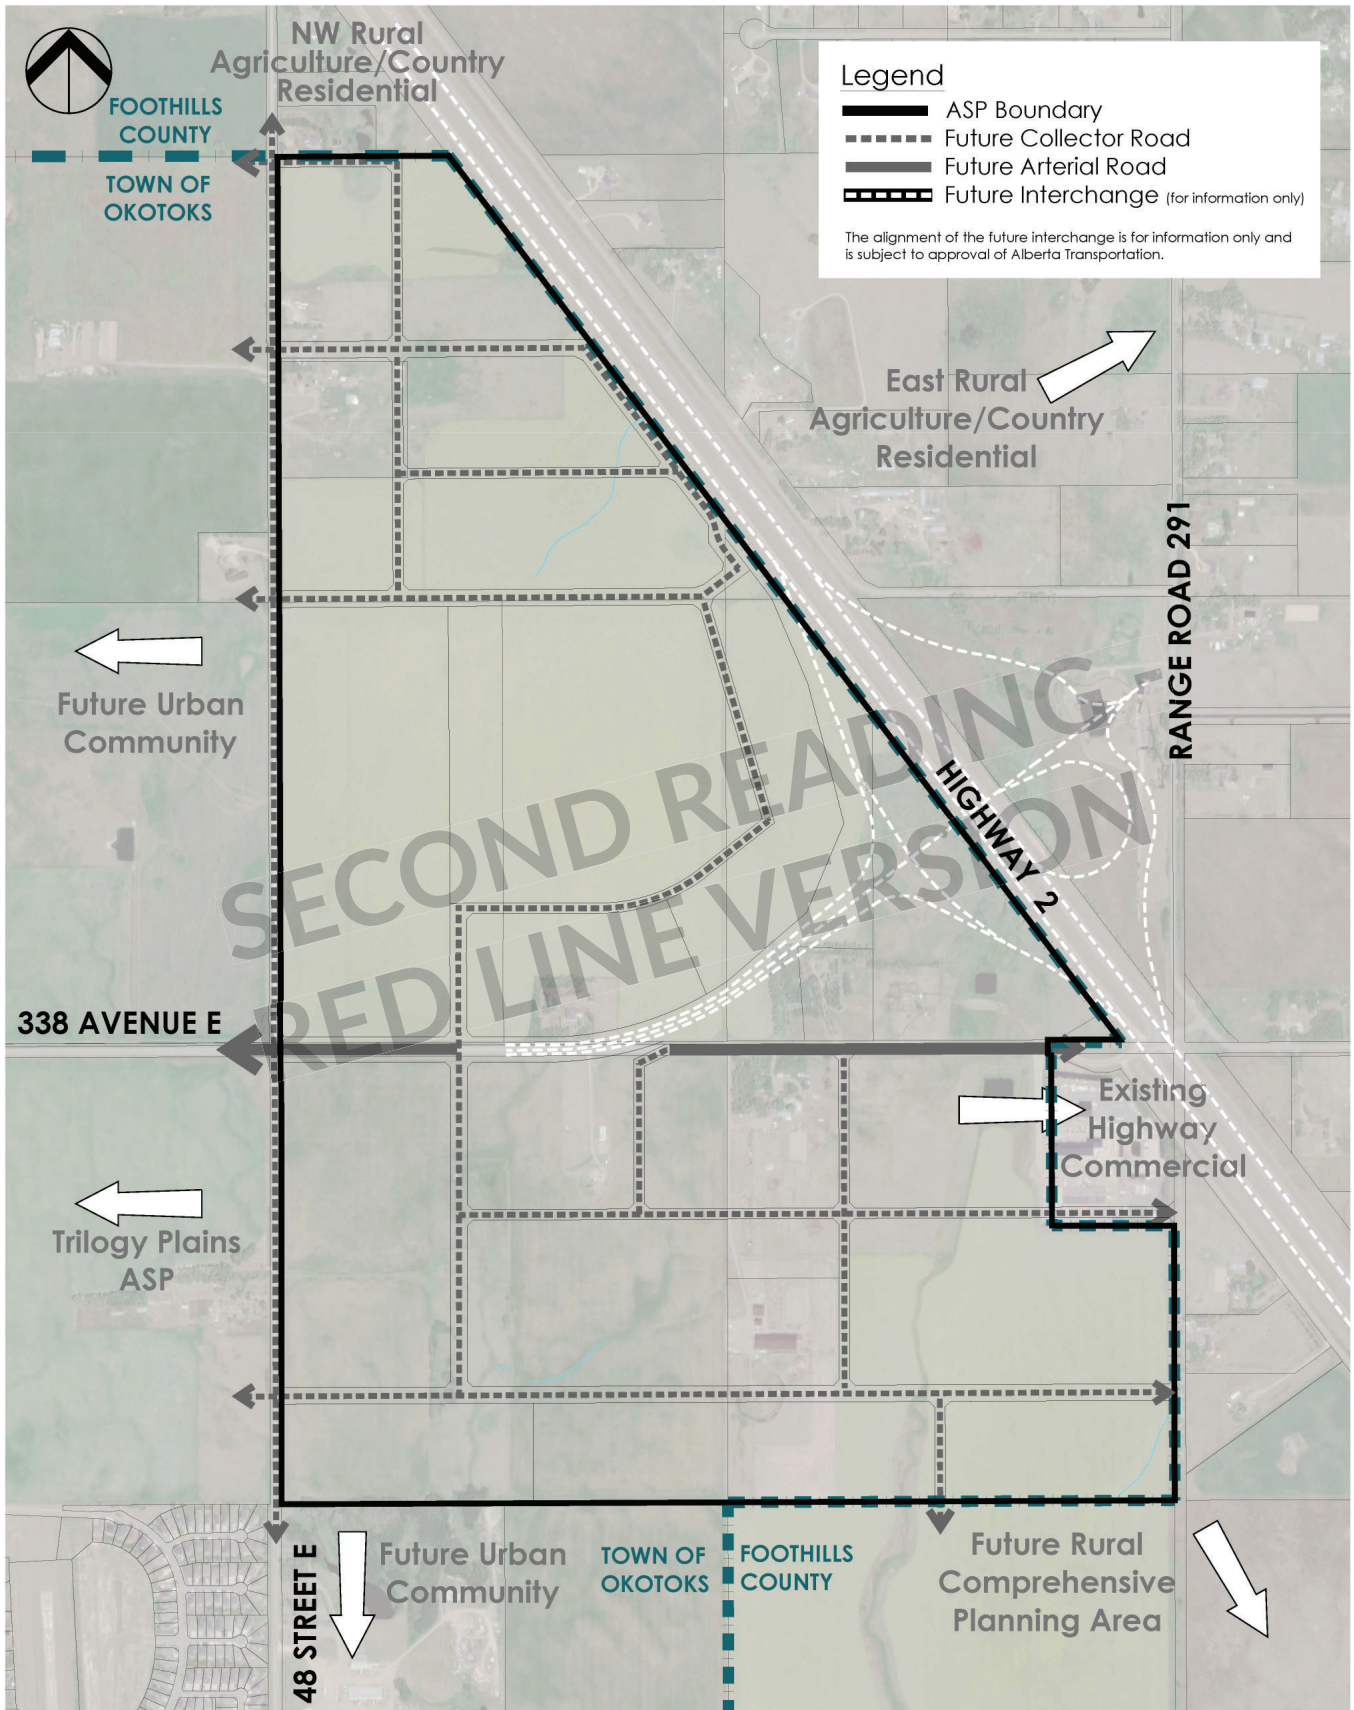 NW Rural
Agriculture/Country
Residential
FOOTHILLS
COUNTY
TOWN OF
OKOTOKS
Legend
ASP Boundary
Future Collector Road
Future Arterial Road
Future Interchange (for information only)
The alignment of the future interchange is for information only and
is subject to approval of Alberta Transportation.
East Rural
Agriculture/Country
Residential
RANGE ROAD 291
Future Urban
Community
SECOND READING -
RED LINE VERSION
HIGHWAY 2
338 AVENUE E
Existing
Highway
Commercial
Trilogy Plains
ASP
48 STREET E
Future Urban
Community
TOWN OF
OKOTOKS
FOOTHILLS
COUNTY
Future Rural
Comprehensive
Planning Area